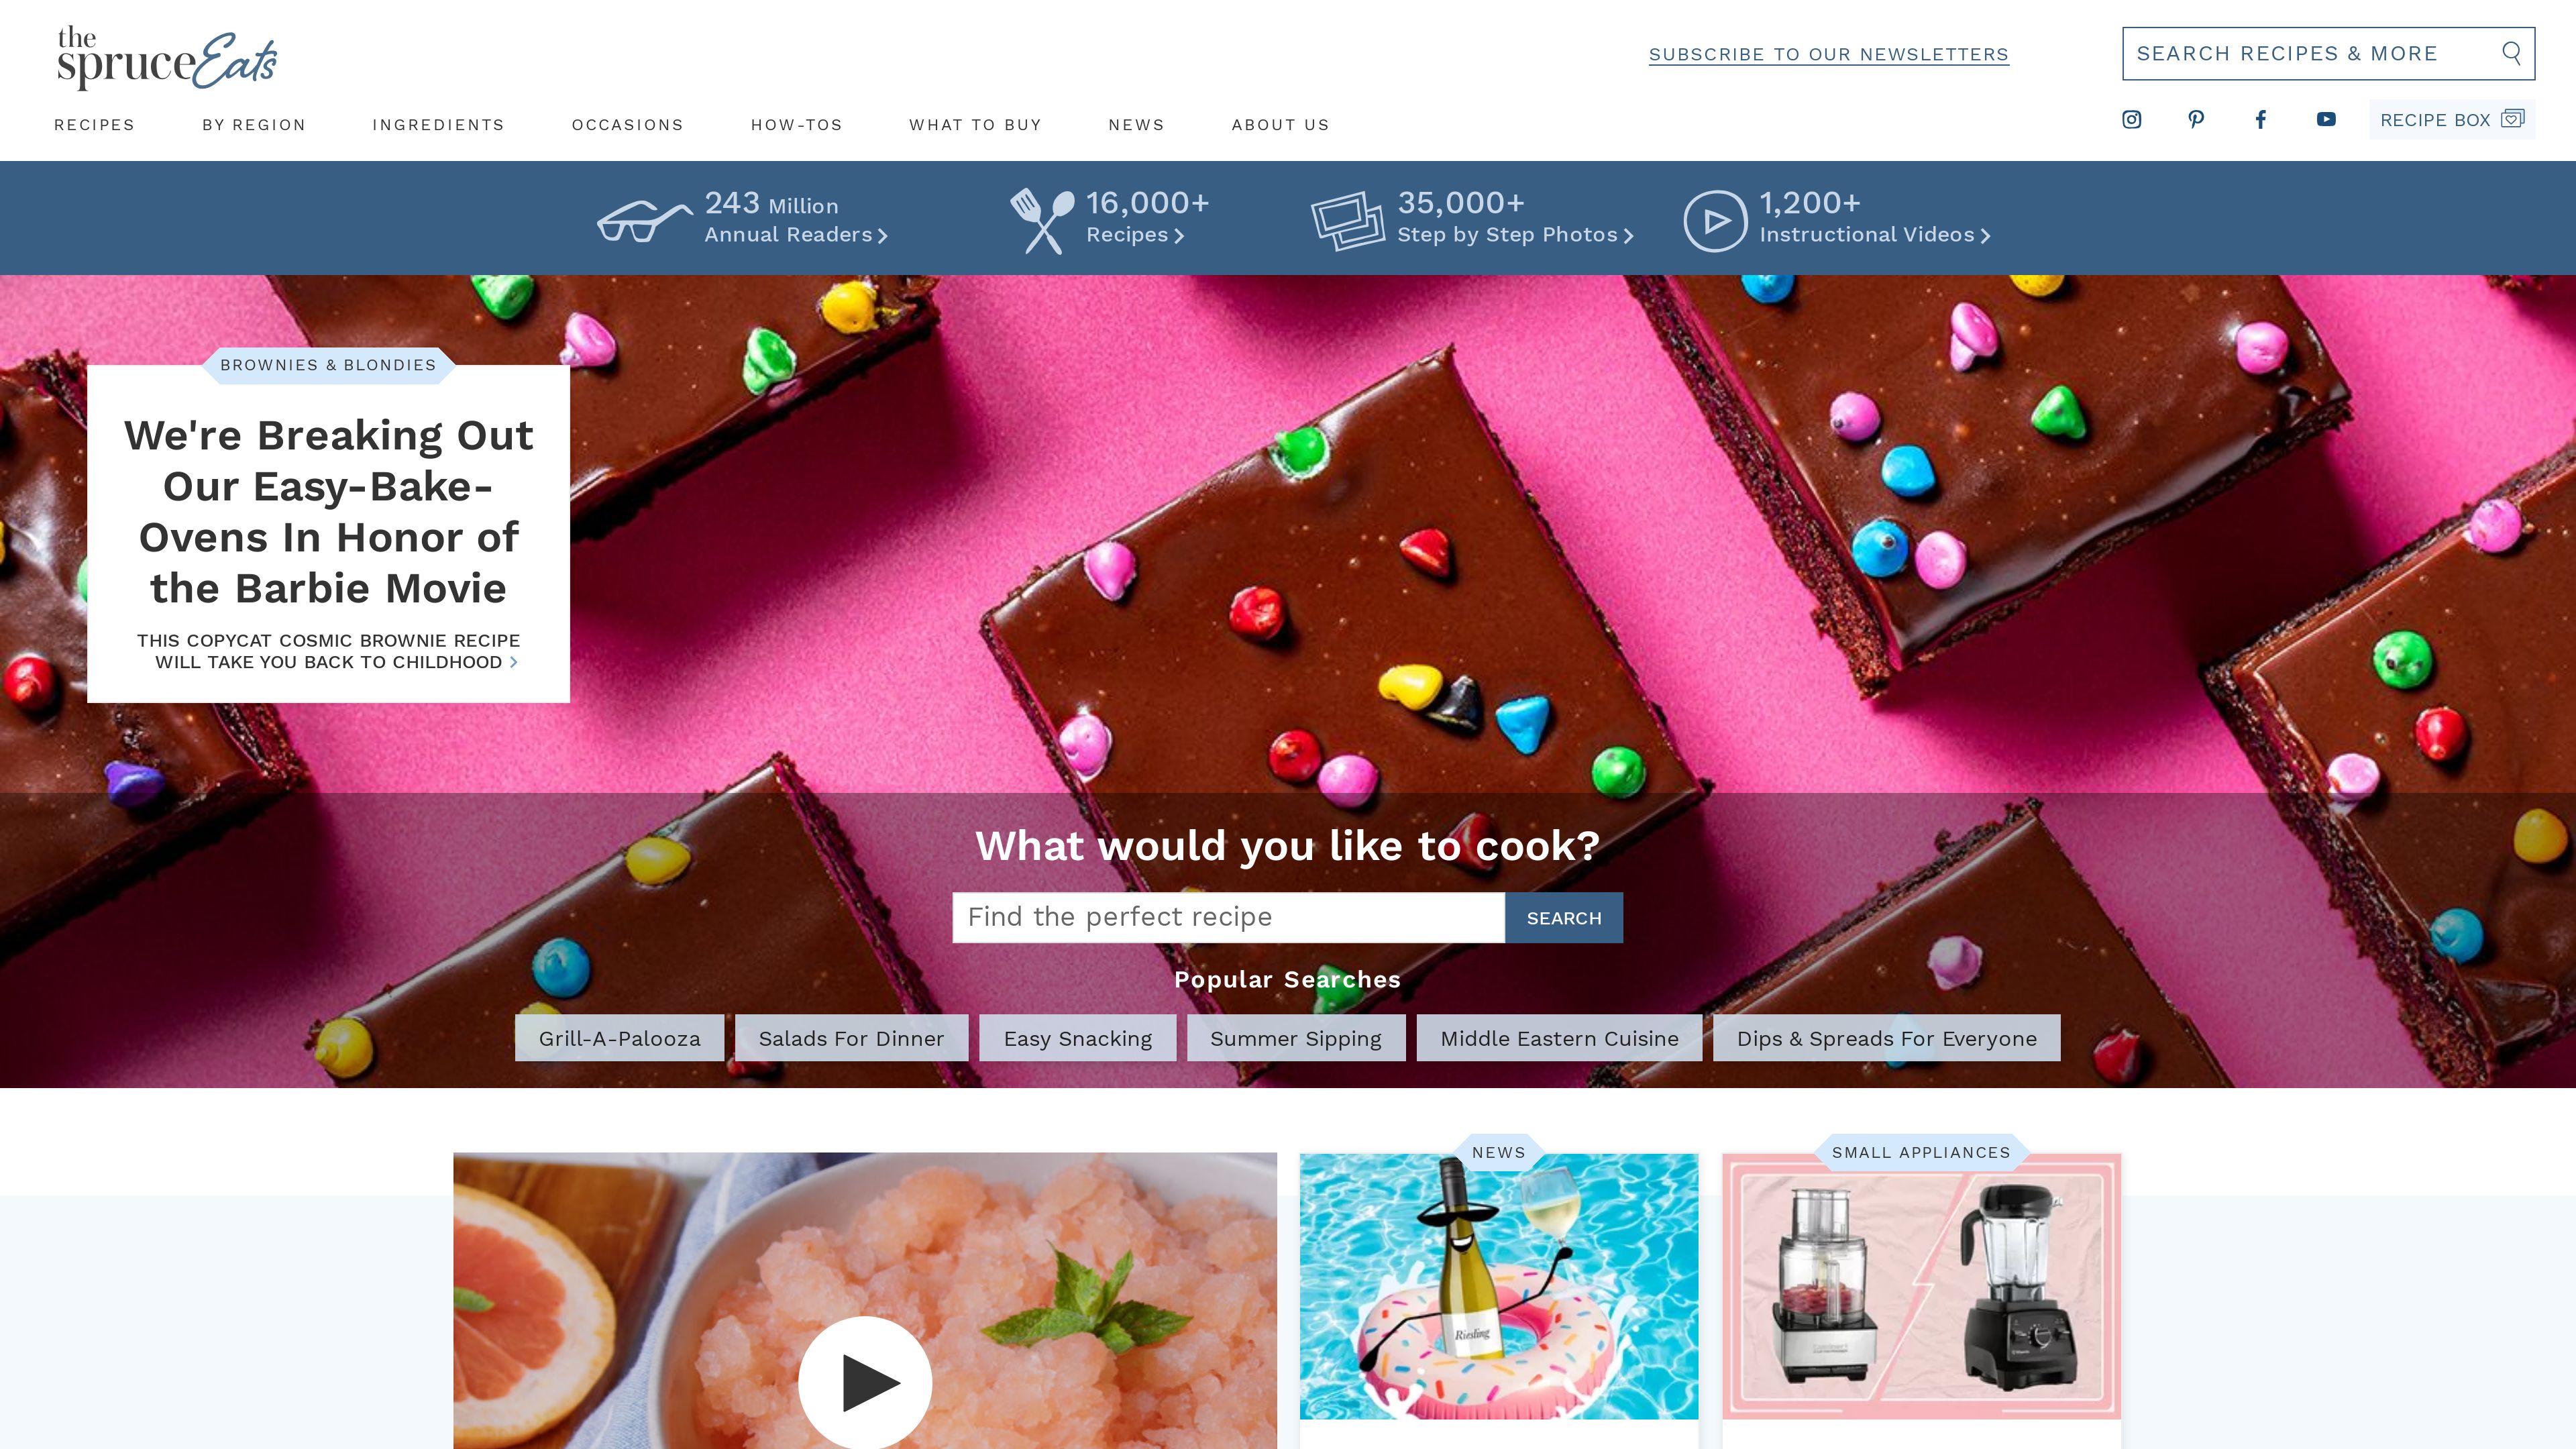 the
spruceEats
SUBSCRIBE TO OUR NEWSLETTERS
SEARCH RECIPES & MORE
RECIPES
BY REGION
INGREDIENTS
OCCASIONS
HOW-TOS
WHAT TO BUY
NEWS
ABOUT US
RECIPE BOX
243 Million
Annual Readers
16,000+
Recipes
35,000+
Step by Step Photos
1,200+
Instructional Videos
BROWNIES & BLONDIES
We're Breaking Out
Our Easy-Bake-
Ovens In Honor of
the Barbie Movie
THIS COPYCAT COSMIC BROWNIE RECIPE
WILL TAKE YOU BACK TO CHILDHOOD
What would you like to cook?
Find the perfect recipe
SEARCH
Popular Searches
Grill-A-Palooza
Salads For Dinner
Easy Snacking
Summer Sipping
Middle Eastern Cuisine
Dips & Spreads For Everyone
NEWS
SMALL APPLIANCES
Riesling